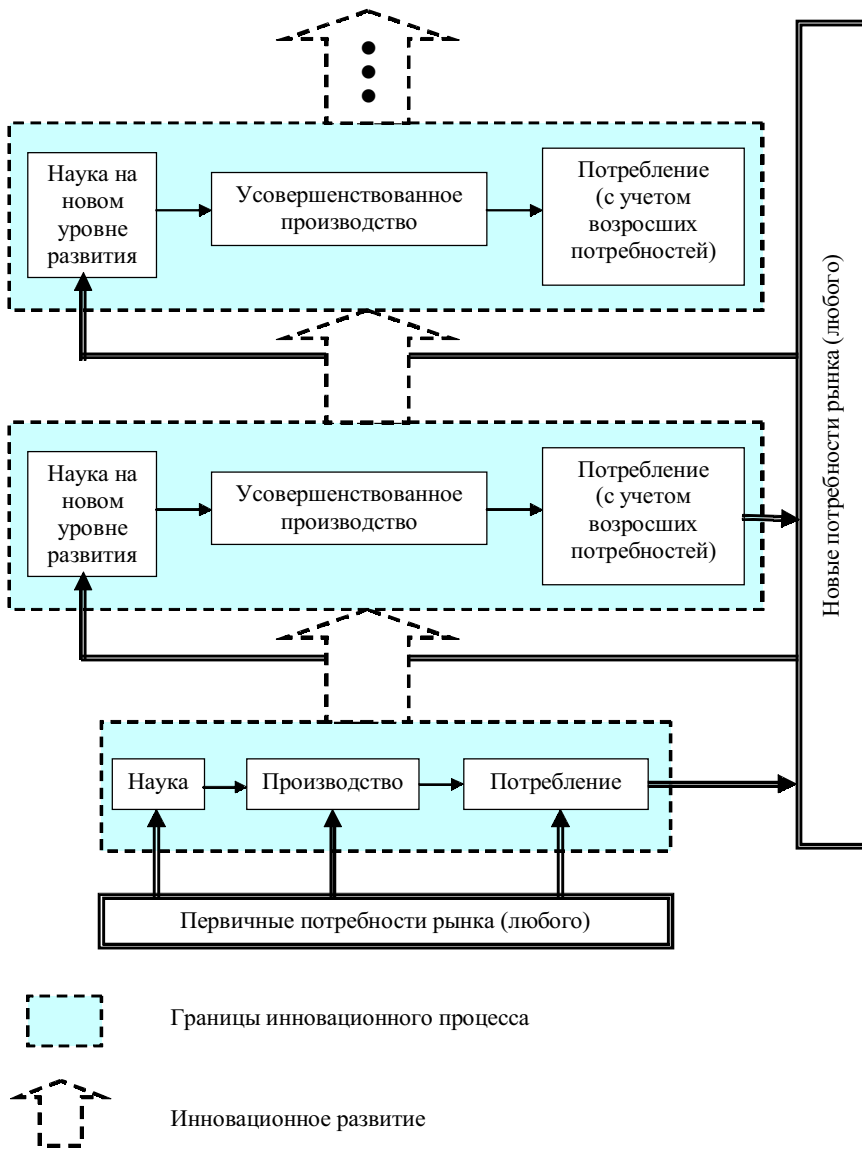 Наука на
новом
уровне
развития
Усовершенствованное
производство
Потребление
(с учетом
возросших
потребностей)
Новые потребности рынка (любого)
Наука на
новом
уровне
развития
Усовершенствованное
производство
Потребление
(с учетом
возросших
потребностей)
Наука
Производство
Потребление
Первичные потребности рынка (любого)
Границы инновационного процесса
Инновационное развитие